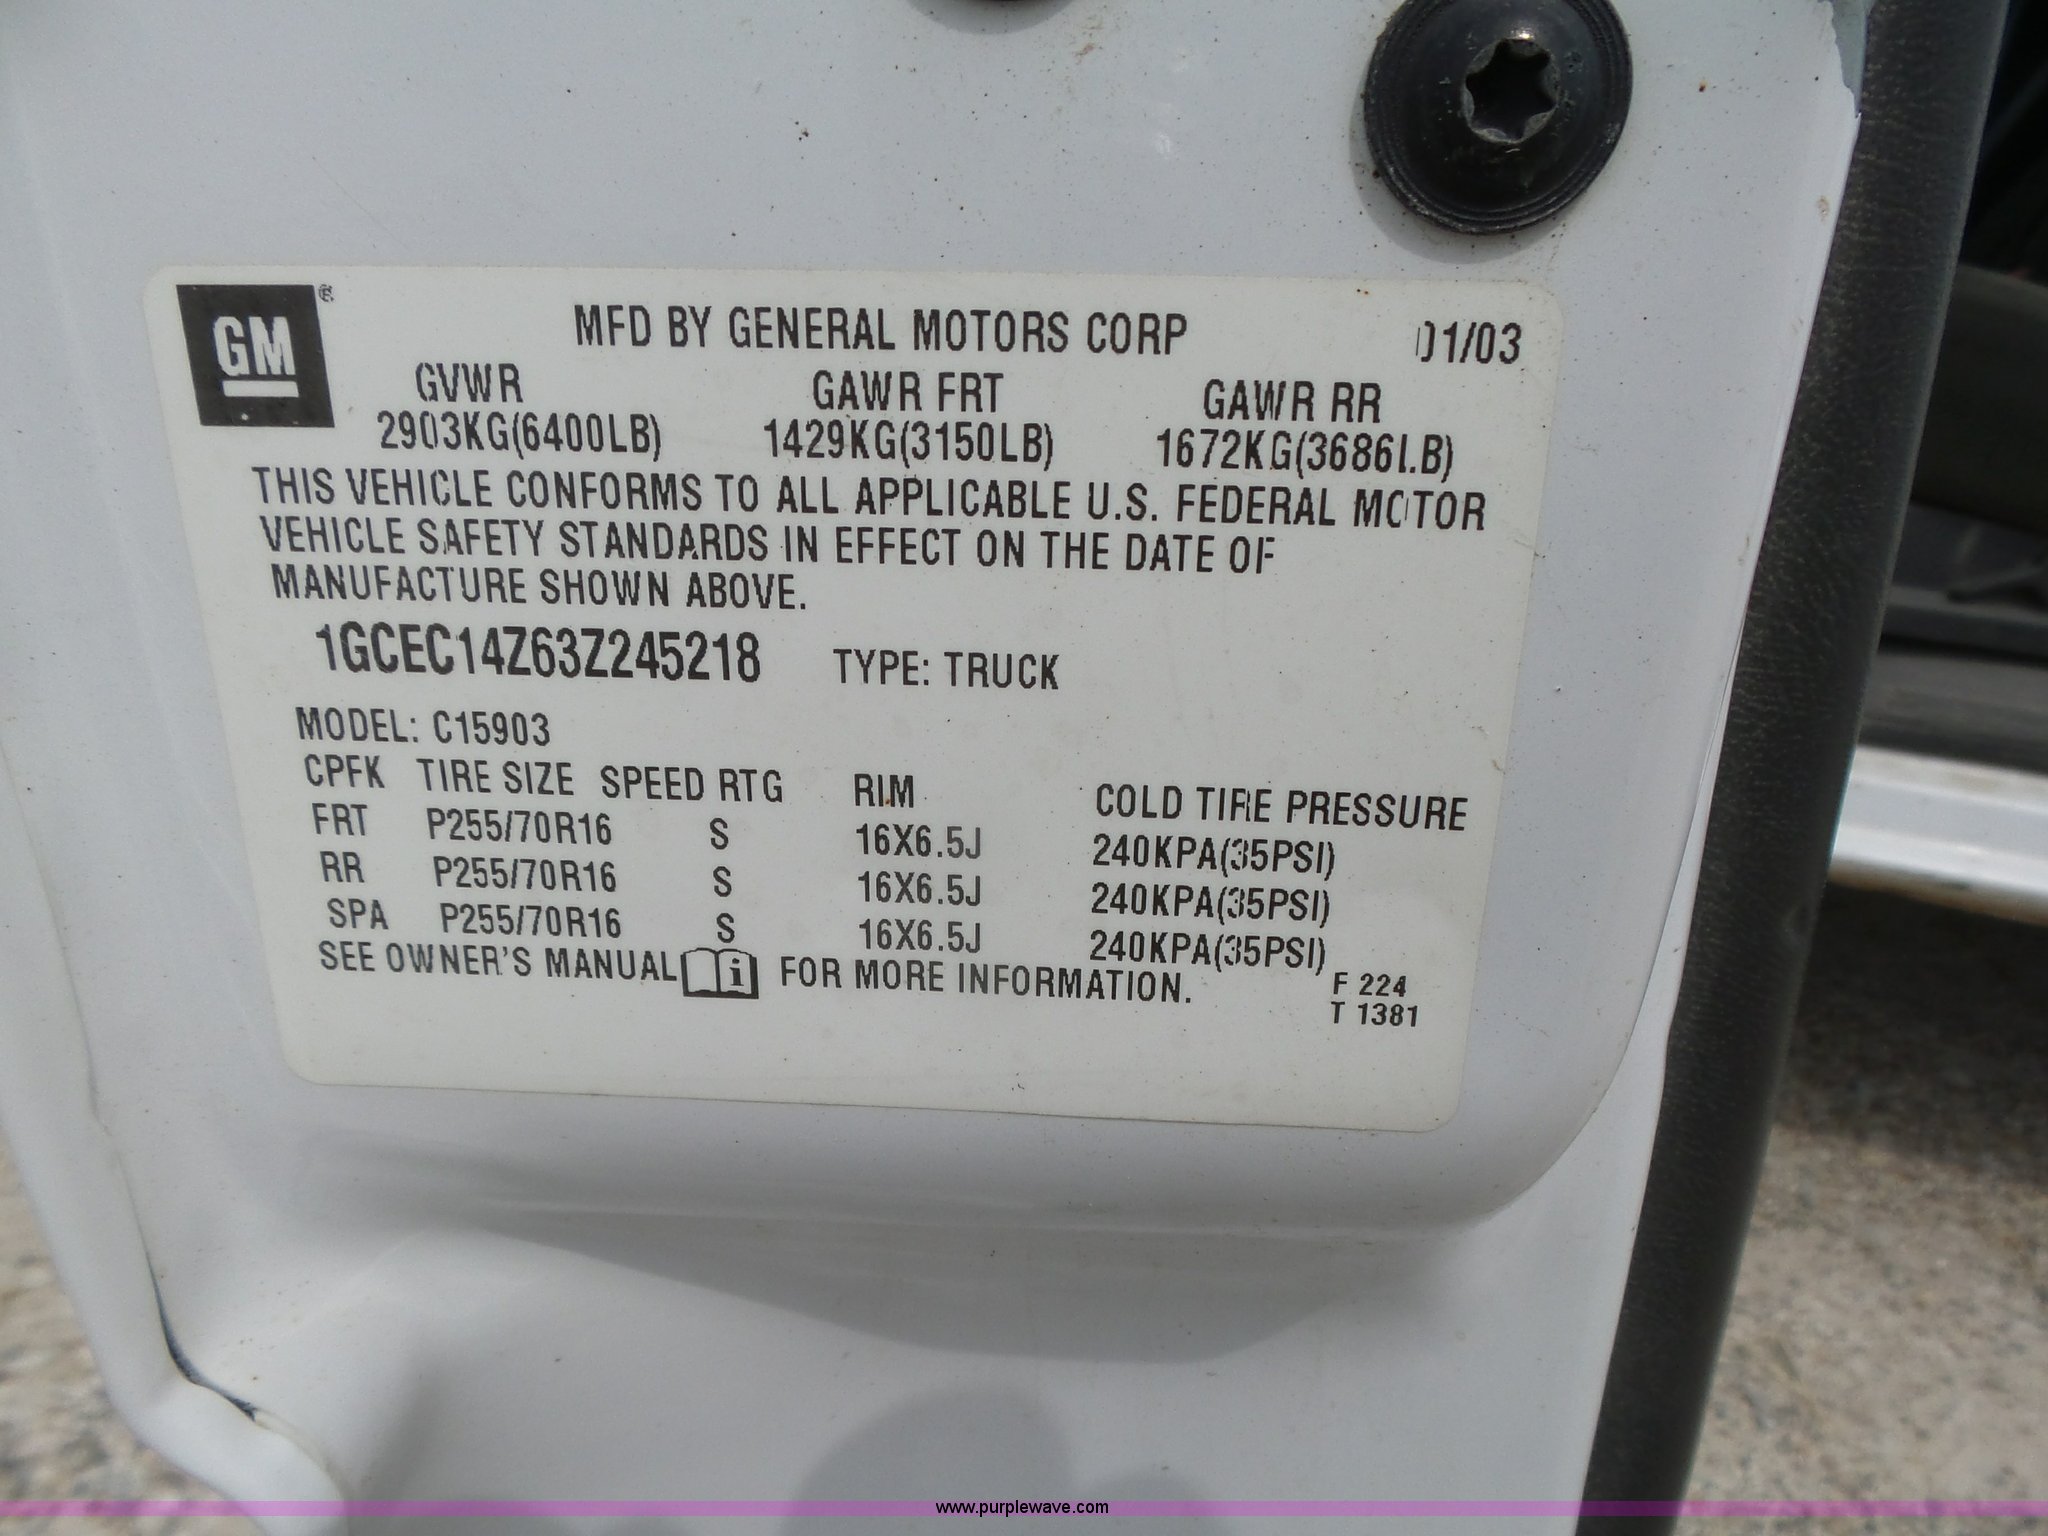 GM ®
MFD BY GENERAL MOTORS CORP 01/03
GVWR GAWR FRT GAWR RR
2903KG(6400LB) 1429KG(3150LB) 1672KG(3686LB)
THIS VEHICLE CONFORMS TO ALL APPLICABLE U.S. FEDERAL MOTOR
VEHICLE SAFETY STANDARDS IN EFFECT ON THE DATE OF
MANUFACTURE SHOWN ABOVE.
1GCEC14Z63Z245218 TYPE: TRUCK
MODEL: C15903
CPFK TIRE SIZE SPEED RTG RIM COLD TIRE PRESSURE
FRT P255/70R16 S 16X6.5J 240KPA(35PSI)
RR P255/70R16 S 16X6.5J 240KPA(35PSI)
SPA P255/70R16 S 16X6.5J 240KPA(35PSI)
SEE OWNER'S MANUAL i FOR MORE INFORMATION.
F 224
T 1381
www.purplewave.com